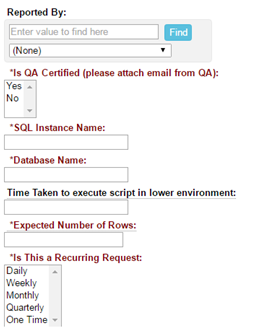 Reported By:
Enter value to find here Find
(None)
*Is QA Certified (please attach email from QA):
Yes
No
*SQL Instance Name:
*Database Name:
Time Taken to execute script in lower environment:
*Expected Number of Rows:
*Is This a Recurring Request:
Daily
Weekly
Monthly
Quarterly
One Time